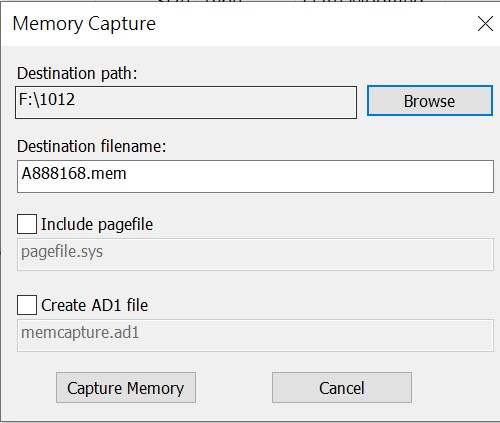 Memory Capture
Destination path:
F:\1012
Browse
Destination filename:
A888168.mem
Include pagefile
pagefile.sys
Create AD1 file
memcapture.ad1
Capture Memory
Cancel